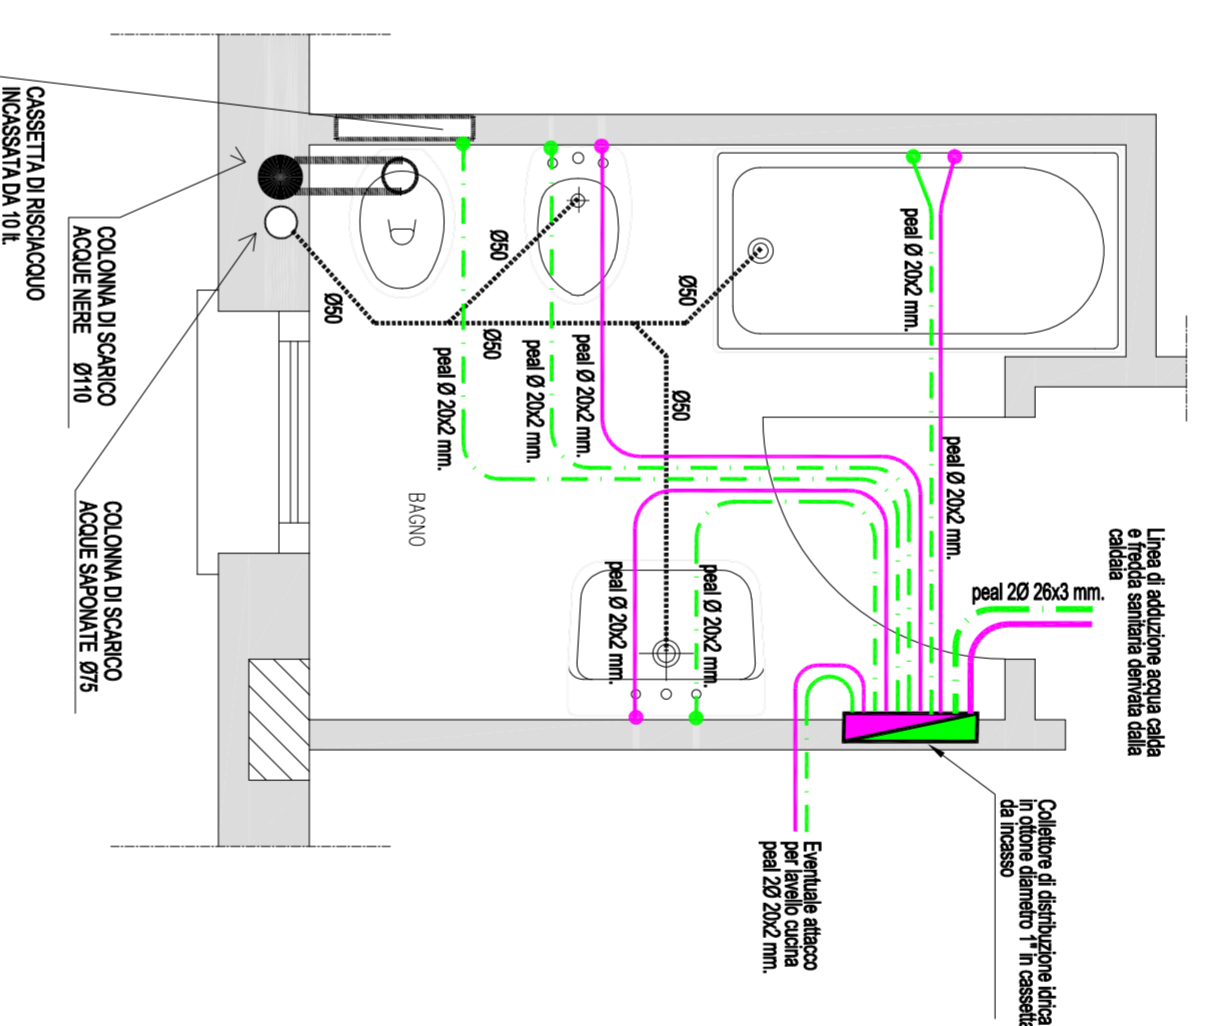 CASSETTA DI RISCIACQUO
INCASSATA DA 10 lt.
COLONNA DI SCARICO
ACQUE NERE Ø110
COLONNA DI SCARICO
ACQUE SAPONATE Ø75
Ø50
Ø50
Ø50
Ø50
Ø50
peal Ø 20x2 mm.
peal Ø 20x2 mm.
peal Ø 20x2 mm.
peal Ø 20x2 mm.
peal Ø 20x2 mm.
BAGNO
peal Ø 20x2 mm.
peal Ø 20x2 mm.
peal 2Ø 26x3 mm.
Linea di adduzione acqua calda
e fredda sanitaria derivata dalla
caldaia
Collettore di distribuzione idrica
in ottone diametro 1" in cassetta
da incasso
Eventuale attacco
per lavello cucina
peal 2Ø 20x2 mm.